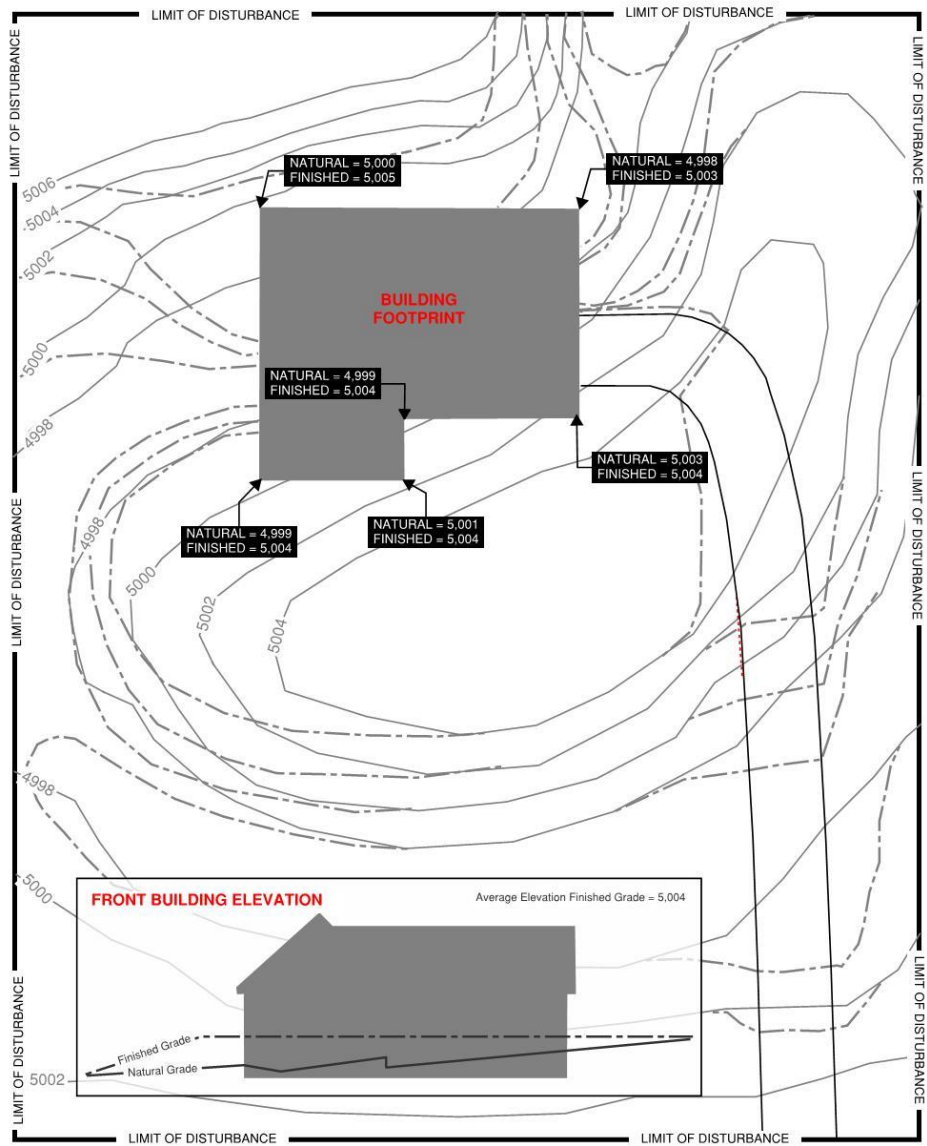 LIMIT OF DISTURBANCE
LIMIT OF DISTURBANCE
LIMIT OF DISTURBANCE
LIMIT OF DISTURBANCE
NATURAL = 5,000
FINISHED = 5,005
NATURAL = 4,998
FINISHED = 5,003
5006
5004
5002
5000
4998
BUILDING
FOOTPRINT
NATURAL = 4,999
FINISHED = 5,004
NATURAL = 5,003
FINISHED = 5,004
NATURAL = 4,999
FINISHED = 5,004
NATURAL = 5,001
FINISHED = 5,004
LIMIT OF DISTURBANCE
LIMIT OF DISTURBANCE
4998
5000
5002
5004
4998
5000
FRONT BUILDING ELEVATION
Average Elevation Finished Grade = 5,004
Finished Grade
Natural Grade
5002
LIMIT OF DISTURBANCE
LIMIT OF DISTURBANCE
LIMIT OF DISTURBANCE
LIMIT OF DISTURBANCE